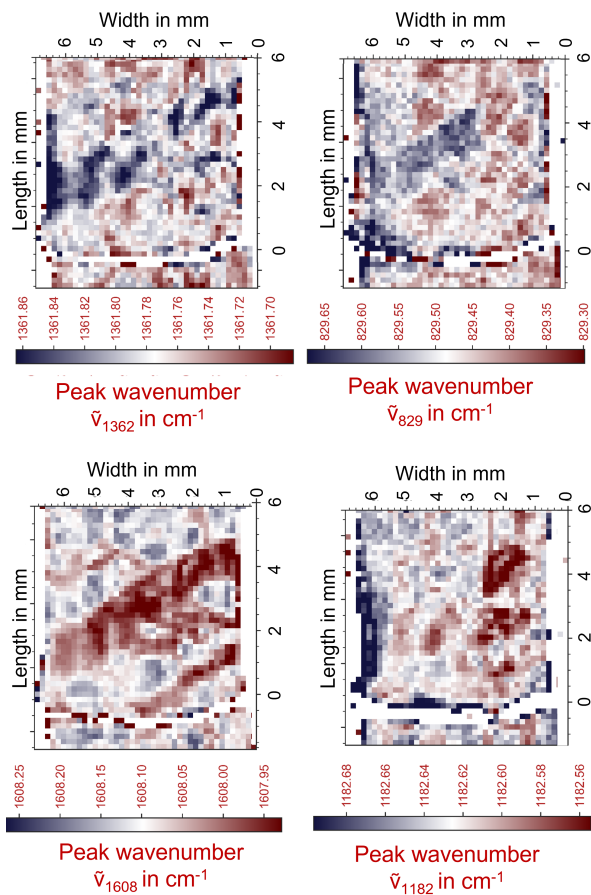 Width in mm
6 5 4 3 2 1 0
Length in mm
6
4
2
0
1361.86 1361.84 1361.82 1361.80 1361.78 1361.76 1361.74 1361.72 1361.70
Peak wavenumber
ṽ1362 in cm-1
Width in mm
6 5 4 3 2 1 0
Length in mm
6
4
2
0
829.65 829.60 829.55 829.50 829.45 829.40 829.35 829.30
Peak wavenumber
ṽ829 in cm-1
Width in mm
6 5 4 3 2 1 0
Length in mm
6
4
2
0
1608.25 1608.20 1608.15 1608.10 1608.05 1608.00 1607.95
Peak wavenumber
ṽ1608 in cm-1
Width in mm
6 5 4 3 2 1 0
Length in mm
6
4
2
0
1182.68 1182.66 1182.64 1182.62 1182.60 1182.58 1182.56
Peak wavenumber
ṽ1182 in cm-1